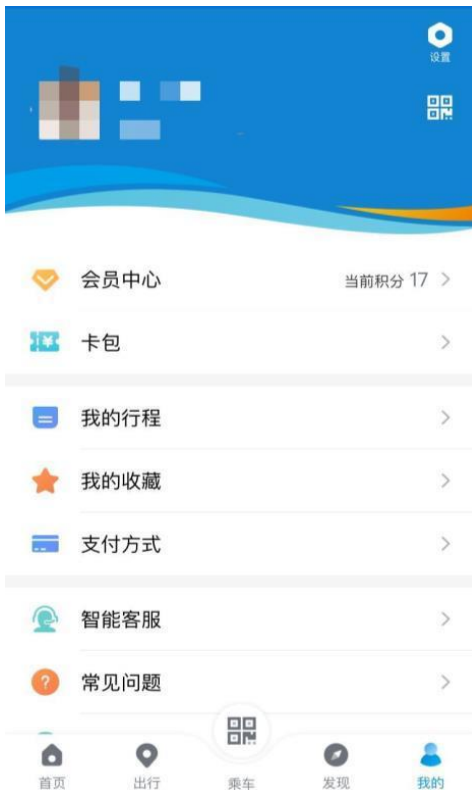 设置
会员中心
当前积分 17
卡包
我的行程
我的收藏
支付方式
智能客服
常见问题
首页
出行
乘车
发现
我的